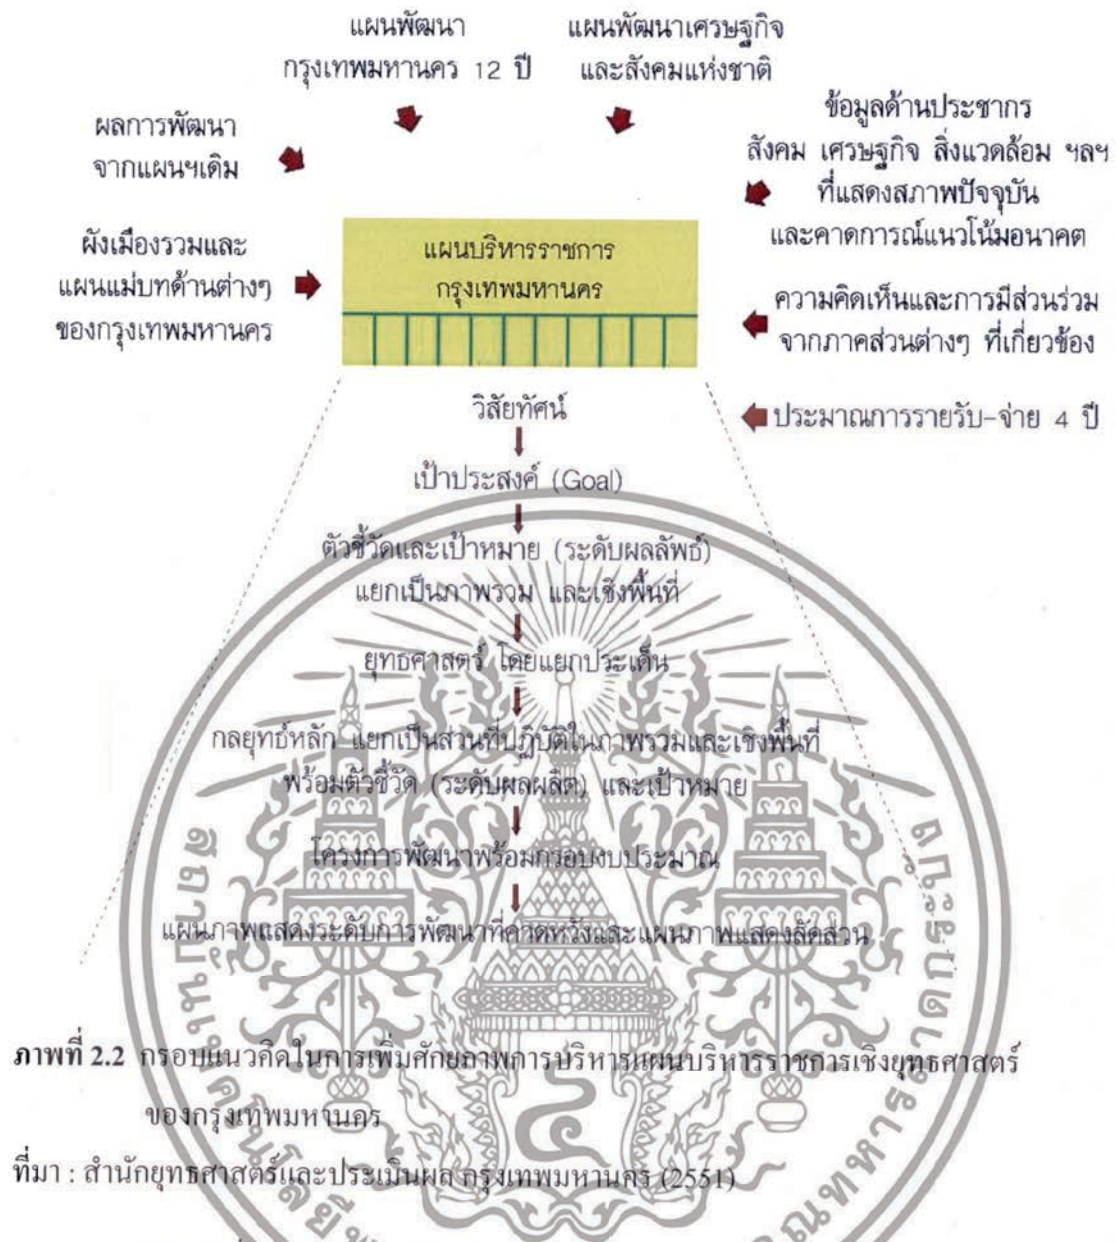 แผนพัฒนา
กรุงเทพมหานคร 12 ปี
แผนพัฒนาเศรษฐกิจ
และสังคมแห่งชาติ
ผลการพัฒนา
จากแผนฯเดิม
ข้อมูลด้านประชากร
สังคม เศรษฐกิจ สิ่งแวดล้อม ฯลฯ
ที่แสดงสภาพปัจจุบัน
และคาดการณ์แนวโน้มอนาคต
ผังเมืองรวมและ
แผนแม่บทด้านต่างๆ
ของกรุงเทพมหานคร
แผนบริหารราชการ
กรุงเทพมหานคร
ความคิดเห็นและการมีส่วนร่วม
จากภาคส่วนต่างๆ ที่เกี่ยวข้อง
ประมาณการรายรับ-จ่าย 4 ปี
วิสัยทัศน์
เป้าประสงค์ (Goal)
ตัวชี้วัดและเป้าหมาย (ระดับผลลัพธ์)
แยกเป็นภาพรวม และเชิงพื้นที่
ยุทธศาสตร์ โดยแยกประเด็น
กลยุทธ์หลัก แยกเป็นส่วนที่ปฏิบัติในภาพรวมและเชิงพื้นที่
พร้อมตัวชี้วัด (ระดับผลผลิต) และเป้าหมาย
โครงการพัฒนาพร้อมกรอบงบประมาณ
แผนภาพแสดงระดับการพัฒนาที่คาดหวังและแผนภาพแสดงสัดส่วน
ภาพที่ 2.2 กรอบแนวคิดในการเพิ่มศักยภาพการบริหารแผนบริหารราชการเชิงยุทธศาสตร์
ของกรุงเทพมหานคร
ที่มา : สำนักยุทธศาสตร์และประเมินผล กรุงเทพมหานคร (2551)